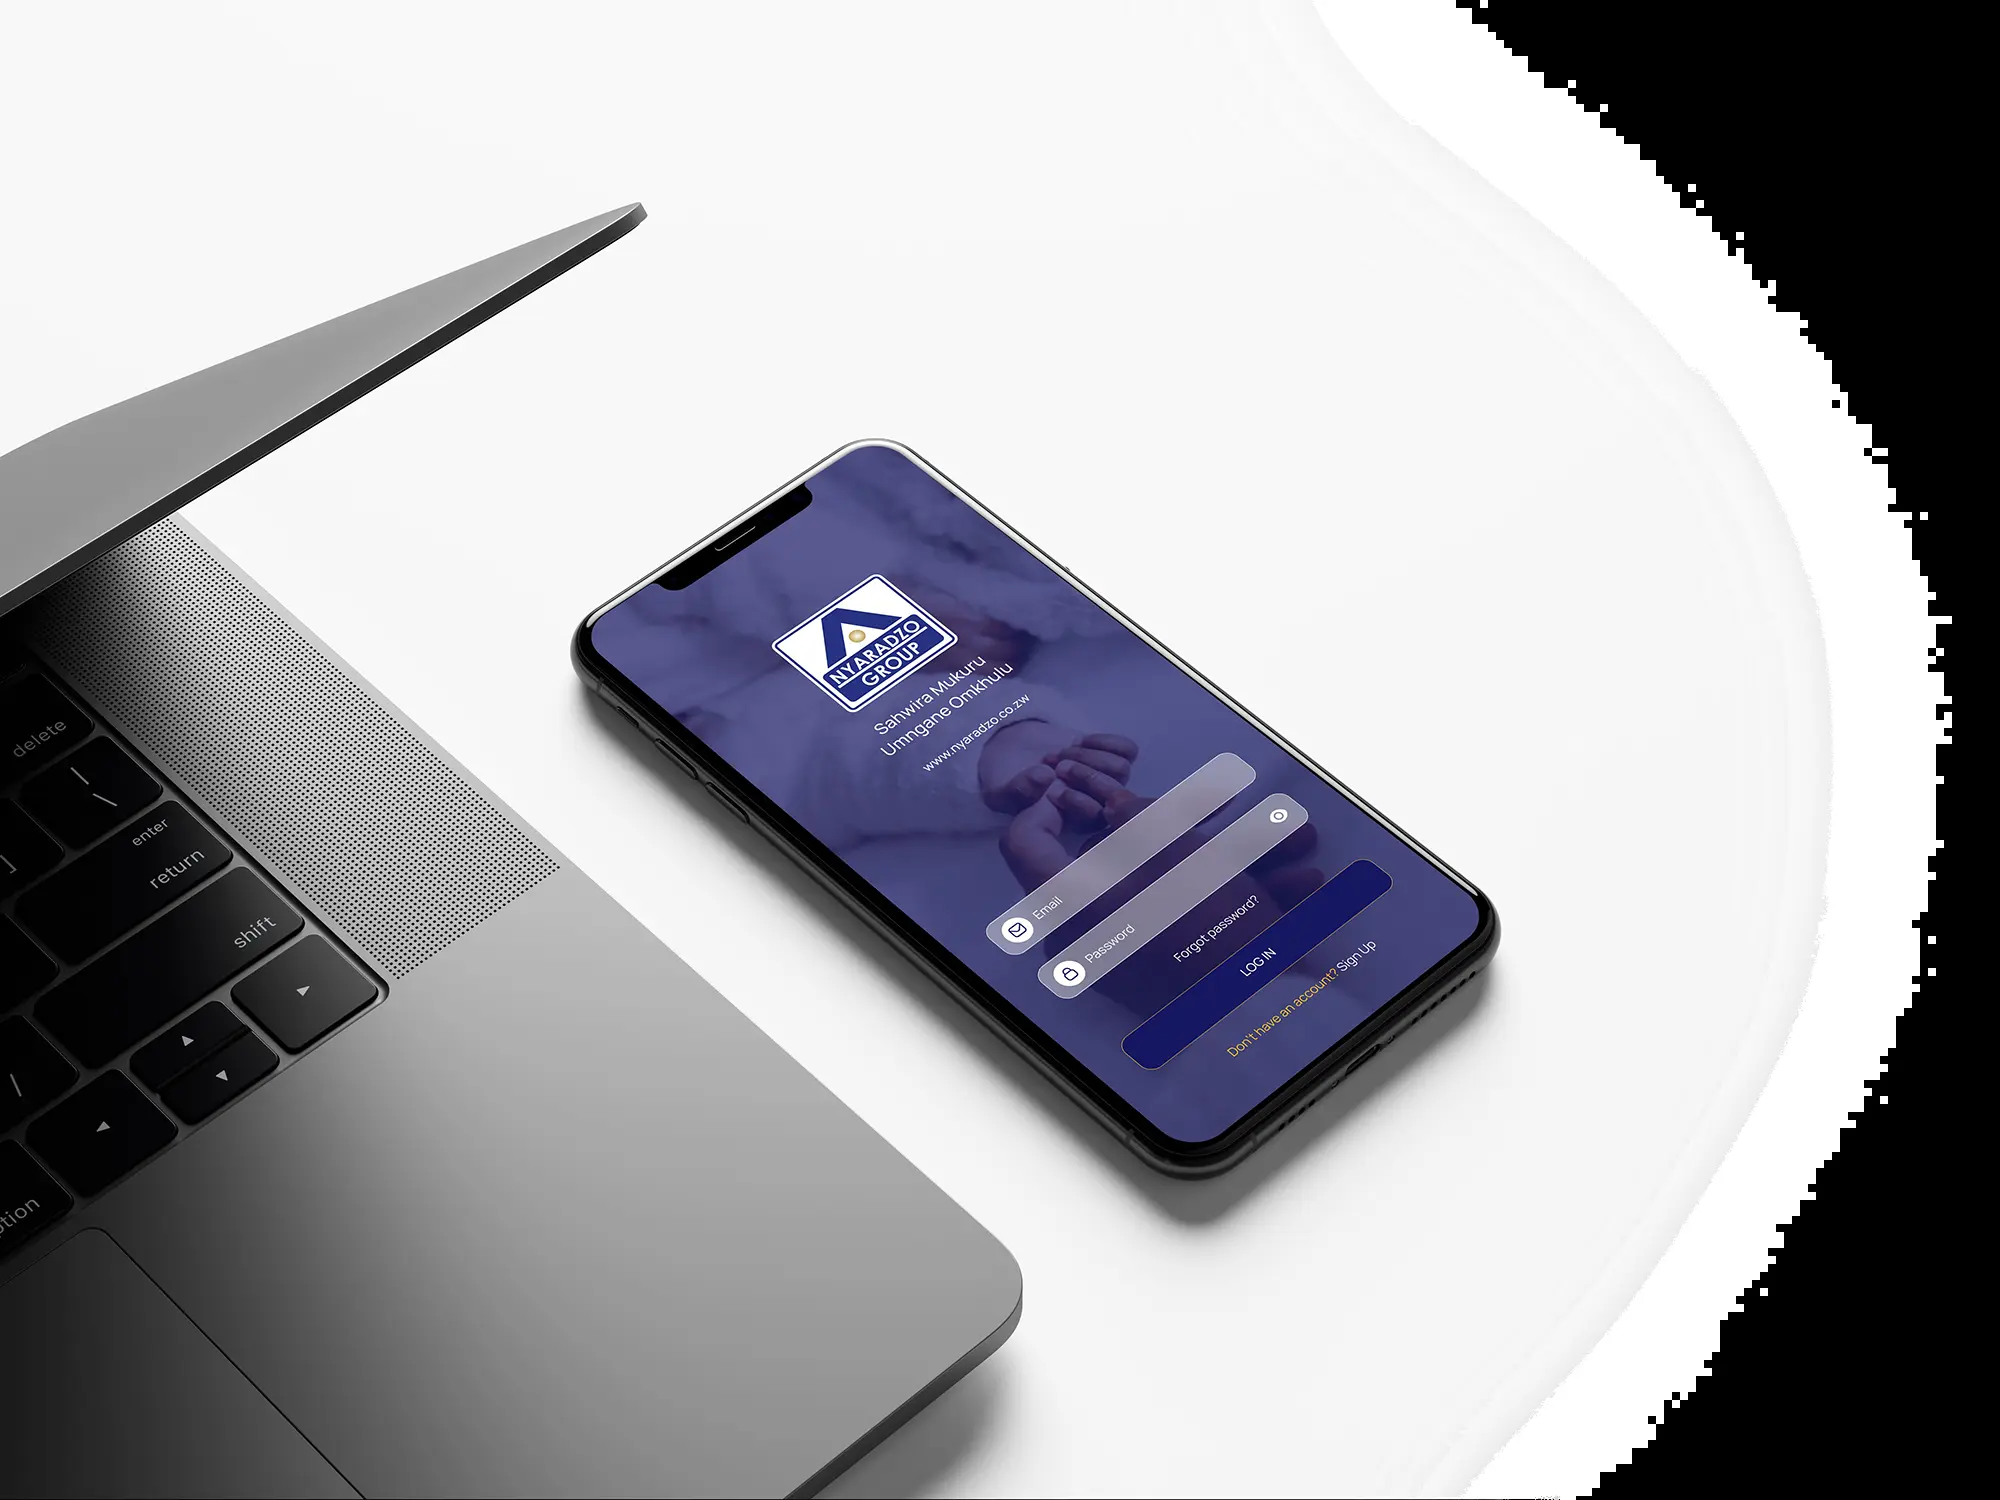 NYARADZO
GROUP
Sahwira Mukuru
Umngane Omkhulu
www.nyaradzo.co.zw
Email
Password
Forgot password?
LOG IN
Don't have an account? Sign Up
delete
|
\
enter
return
]
shift
/
option